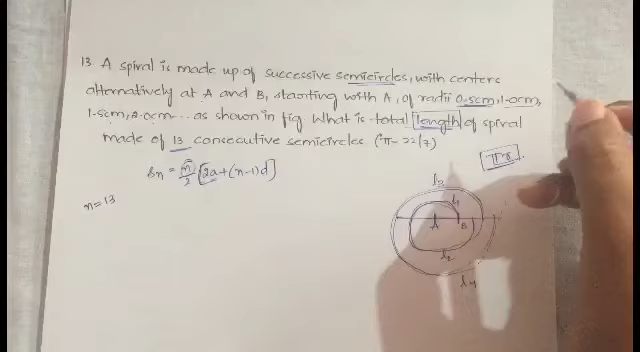 13. A spiral is made up of successive semicircles, with centers
alternatively at A and B, starting with A, of radii 0.5cm, 1.0cm,
1.5cm, 2.0cm... as shown in fig. What is total length of spiral
made of 13 consecutive semicircles. (π = 22/7)
πr.
Sn = n/2 [2a+(n-1)d]
n=13
l3
l1
A B
l2
l4